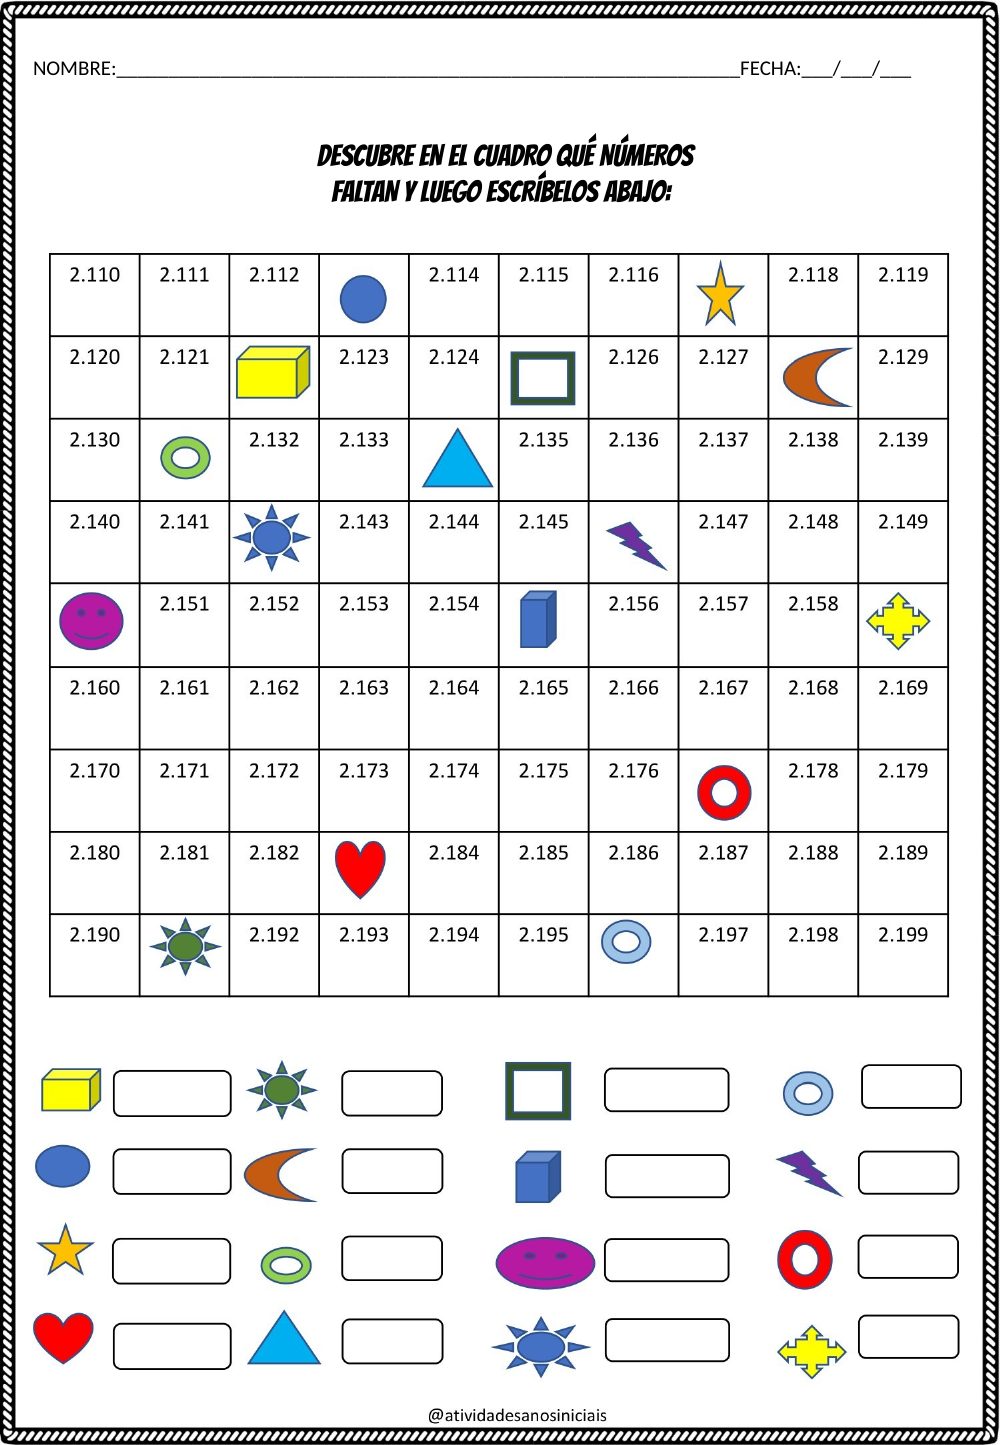 NOMBRE:____________________________________________________________FECHA:___/___/___
DESCUBRE EN EL CUADRO QUÉ NÚMEROS
FALTAN Y LUEGO ESCRÍBELOS ABAJO:
2.110 2.111 2.112 2.114 2.115 2.116 2.118 2.119
2.120 2.121 2.123 2.124 2.126 2.127 2.129
2.130 2.132 2.133 2.135 2.136 2.137 2.138 2.139
2.140 2.141 2.143 2.144 2.145 2.147 2.148 2.149
2.151 2.152 2.153 2.154 2.156 2.157 2.158
2.160 2.161 2.162 2.163 2.164 2.165 2.166 2.167 2.168 2.169
2.170 2.171 2.172 2.173 2.174 2.175 2.176 2.178 2.179
2.180 2.181 2.182 2.184 2.185 2.186 2.187 2.188 2.189
2.190 2.192 2.193 2.194 2.195 2.197 2.198 2.199
@atividadesanosiniciais